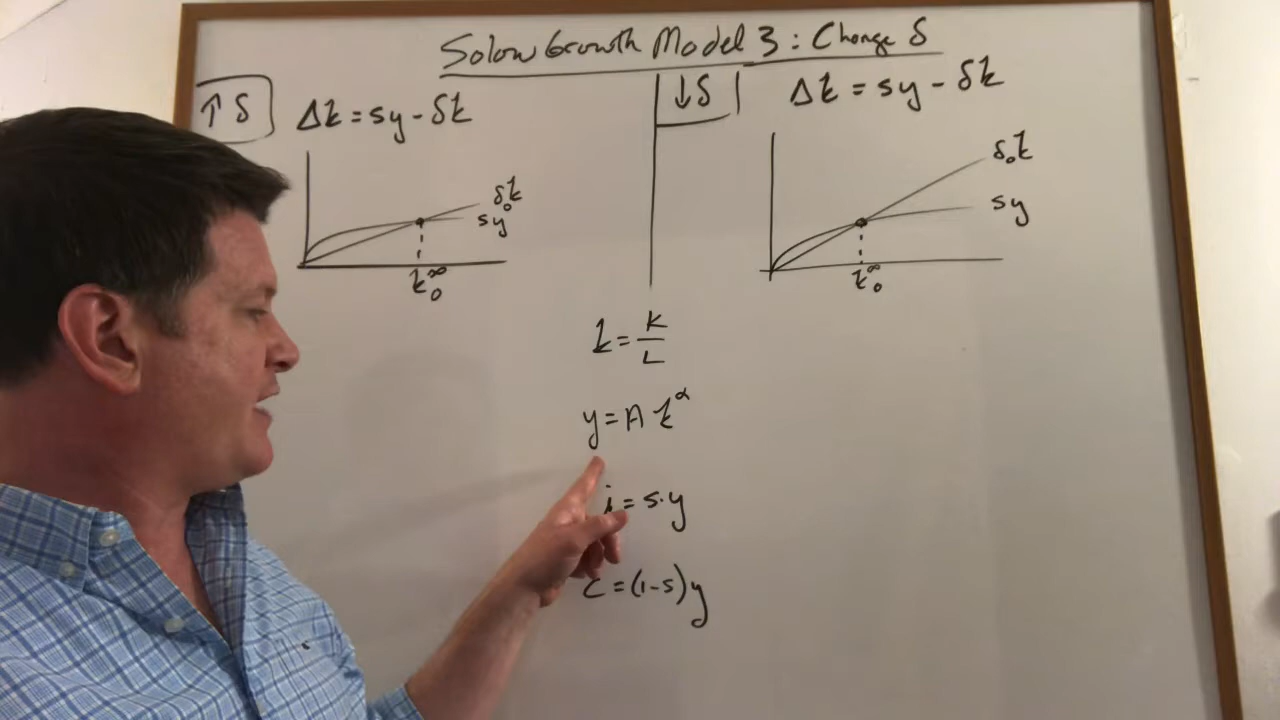 Solow Growth Model 3: Change δ
↑ δ
Δk = sy - δk
δ₀k
sy
k₀^∞
↓ δ
Δk = sy - δk
δ₀k
sy
k₀^∞
k = K/L
y = A k^α
i = s·y
c = (1-s)y